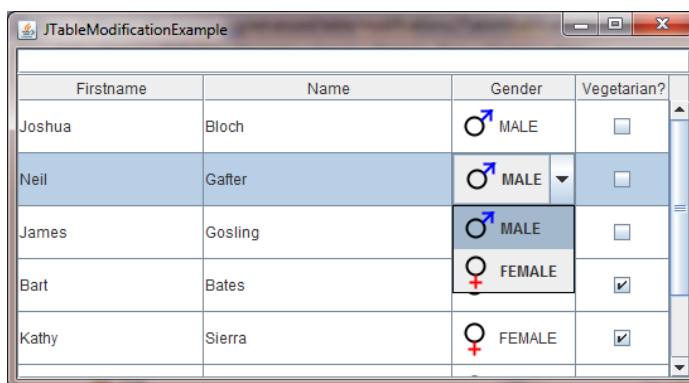 JTableModificationExample
Firstname Name Gender Vegetarian?
Joshua Bloch MALE
Neil Gafter MALE
James Gosling MALE
Bart Bates FEMALE
Kathy Sierra FEMALE